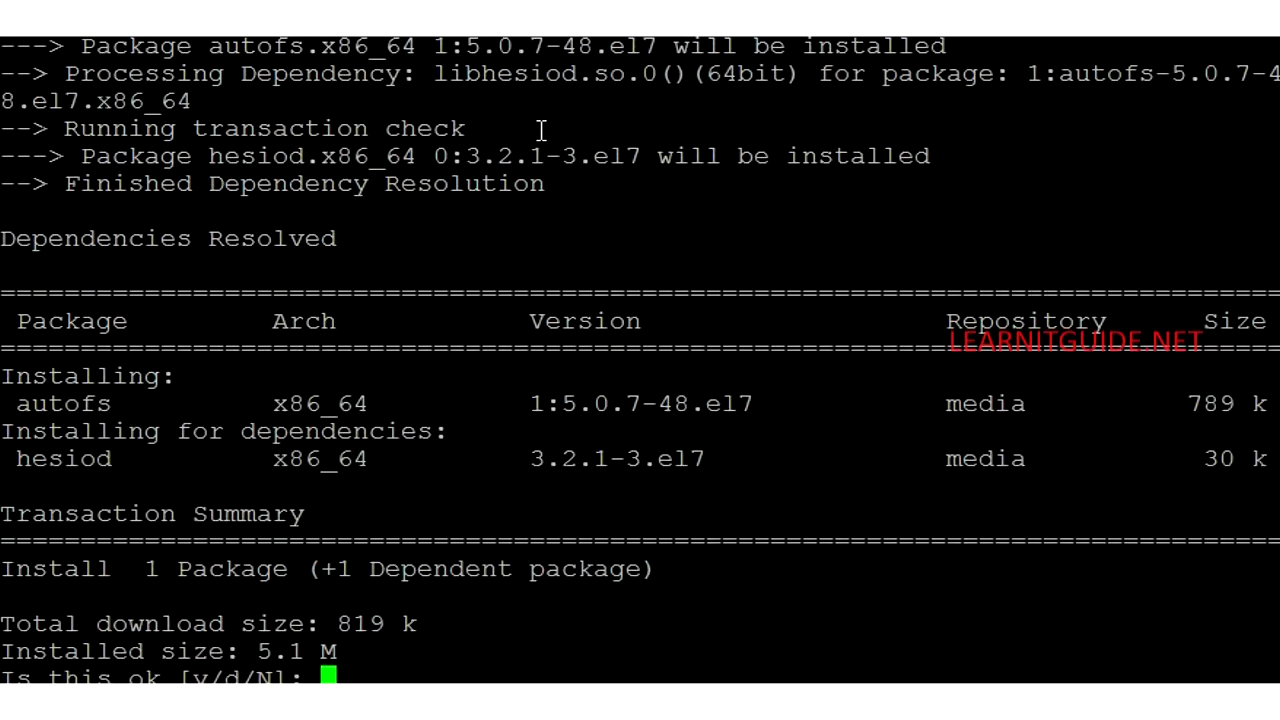 ---> Package autofs.x86_64 1:5.0.7-48.el7 will be installed
--> Processing Dependency: libhesiod.so.0()(64bit) for package: 1:autofs-5.0.7-4
8.el7.x86_64
--> Running transaction check
---> Package hesiod.x86_64 0:3.2.1-3.el7 will be installed
--> Finished Dependency Resolution
Dependencies Resolved
================================================================================
Package Arch Version Repository Size
LEARNITGUIDE.NET
================================================================================
Installing:
autofs x86_64 1:5.0.7-48.el7 media 789 k
Installing for dependencies:
hesiod x86_64 3.2.1-3.el7 media 30 k
Transaction Summary
================================================================================
Install 1 Package (+1 Dependent package)
Total download size: 819 k
Installed size: 5.1 M
Is this ok [y/d/N]: